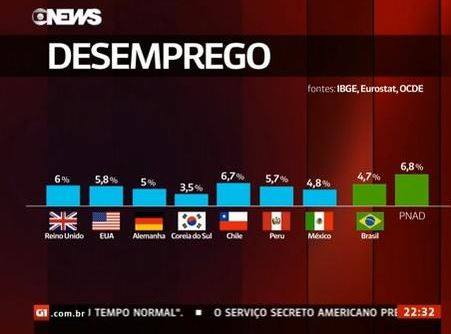 GLOBONEWS
DESEMPREGO
fontes: IBGE, Eurostat, OCDE
6% 5,8% 5% 3,5% 6,7% 5,7% 4,8% 4,7% 6,8%
Reino Unido EUA Alemanha Coreia do Sul Chile Peru México Brasil PNAD
G1.com.br TEMPO NORMAL". ■ O SERVIÇO SECRETO AMERICANO PRE 22:32